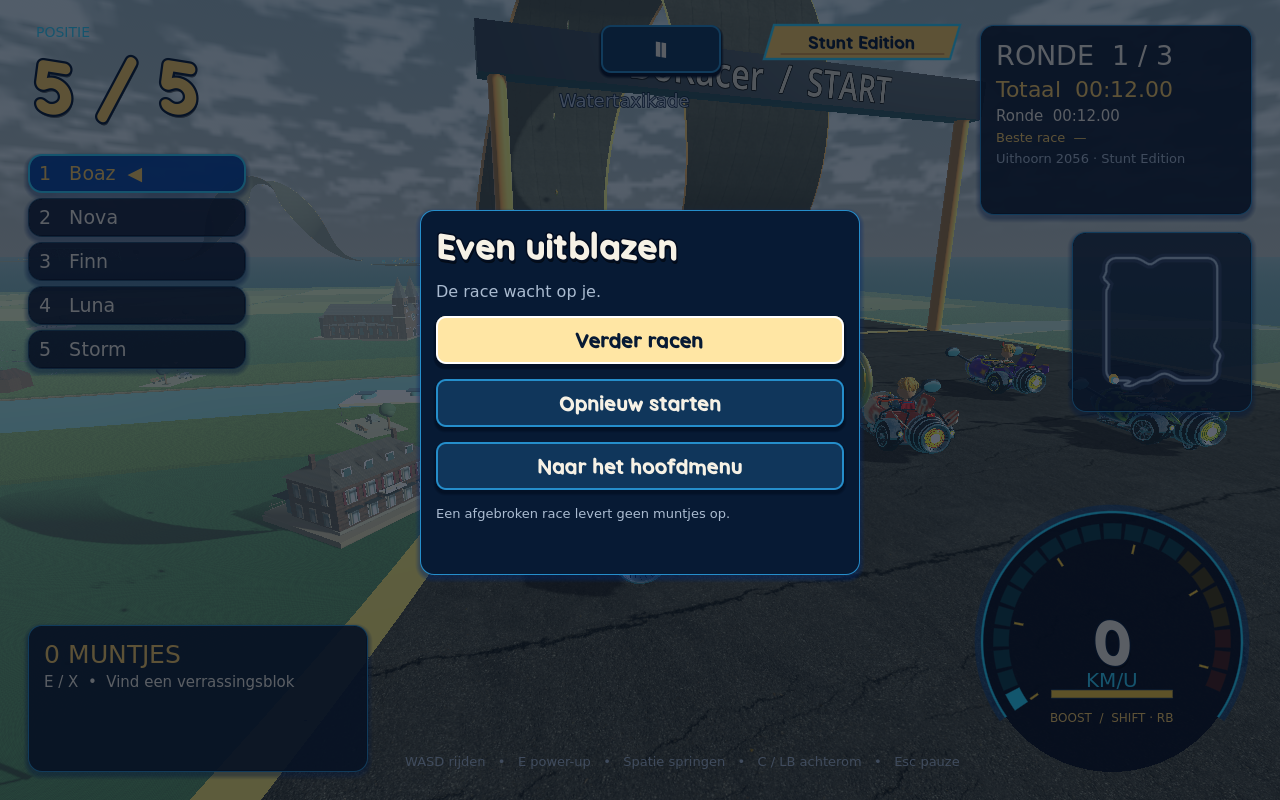 POSITIE
5 / 5
1 Boaz ◀
2 Nova
3 Finn
4 Luna
5 Storm
Stunt Edition
Racer / START
Watertaxikade
RONDE 1 / 3
Totaal 00:12.00
Ronde 00:12.00
Beste race —
Uithoorn 2056 · Stunt Edition
Even uitblazen
De race wacht op je.
Verder racen
Opnieuw starten
Naar het hoofdmenu
Een afgebroken race levert geen muntjes op.
0 MUNTJES
E / X • Vind een verrassingsblok
0
KM/U
BOOST / SHIFT · RB
WASD rijden • E power-up • Spatie springen • C / LB achterom • Esc pauze